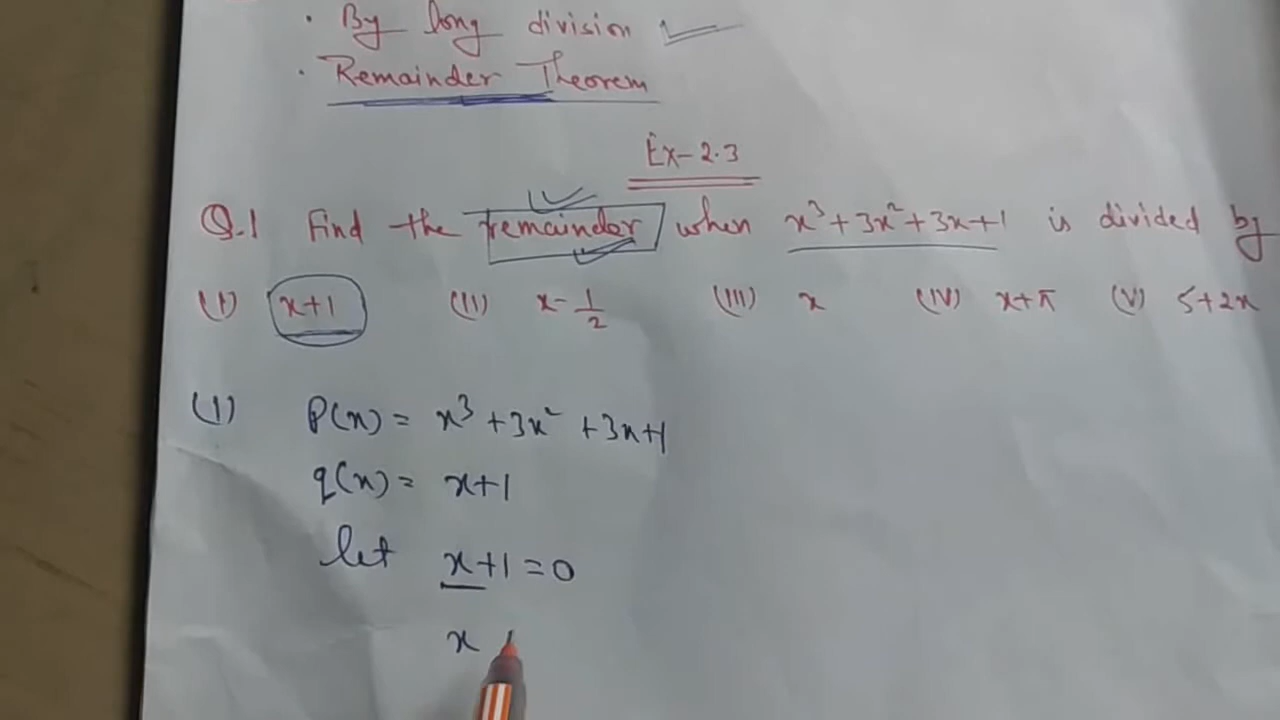 · By long division
· Remainder Theorem
Ex-2.3
Q.1 Find the remainder when x³+3x²+3x+1 is divided by
(I) x+1 (II) x-1/2 (III) x (IV) x+π (V) 5+2x
(I) P(x) = x³+3x²+3x+1
q(x) = x+1
let x+1=0
x